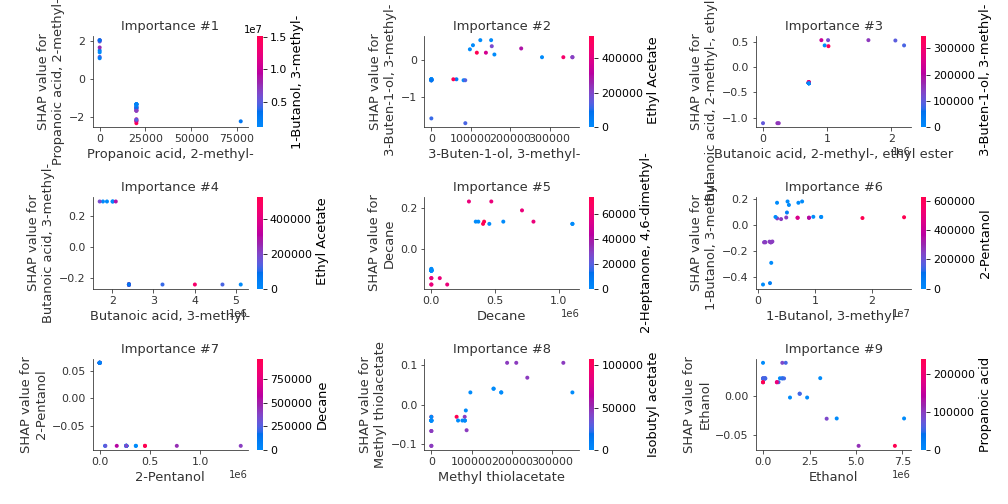 Importance #1
SHAP value for
Propanoic acid, 2-methyl-
2
0
−2
0
25000
50000
75000
Propanoic acid, 2-methyl-
1e7
1.5
1.0
0.5
1-Butanol, 3-methyl-
Importance #2
SHAP value for
3-Buten-1-ol, 3-methyl-
0
−1
0
100000
200000
300000
3-Buten-1-ol, 3-methyl-
400000
200000
0
Ethyl Acetate
Importance #3
SHAP value for
Butanoic acid, 2-methyl-, ethyl ester
0.5
0.0
−0.5
−1.0
0
1
2
1e6
Butanoic acid, 2-methyl-, ethyl ester
300000
200000
100000
0
3-Buten-1-ol, 3-methyl-
Importance #4
SHAP value for
Butanoic acid, 3-methyl-
0.2
0.0
−0.2
2
3
4
5
1e6
Butanoic acid, 3-methyl-
400000
200000
0
Ethyl Acetate
Importance #5
SHAP value for
Decane
0.2
0.0
0.0
0.5
1.0
1e6
Decane
60000
40000
20000
0
2-Heptanone, 4,6-dimethyl-
Importance #6
SHAP value for
1-Butanol, 3-methyl-
0.2
0.0
−0.2
−0.4
0
1
2
1e7
1-Butanol, 3-methyl-
600000
400000
200000
0
2-Pentanol
Importance #7
SHAP value for
2-Pentanol
0.05
0.00
−0.05
0.0
0.5
1.0
1e6
2-Pentanol
750000
500000
250000
0
Decane
Importance #8
SHAP value for
Methyl thiolacetate
0.1
0.0
−0.1
0
100000
200000
300000
Methyl thiolacetate
100000
50000
0
Isobutyl acetate
Importance #9
SHAP value for
Ethanol
0.00
−0.05
0.0
2.5
5.0
7.5
1e6
Ethanol
200000
100000
0
Propanoic acid